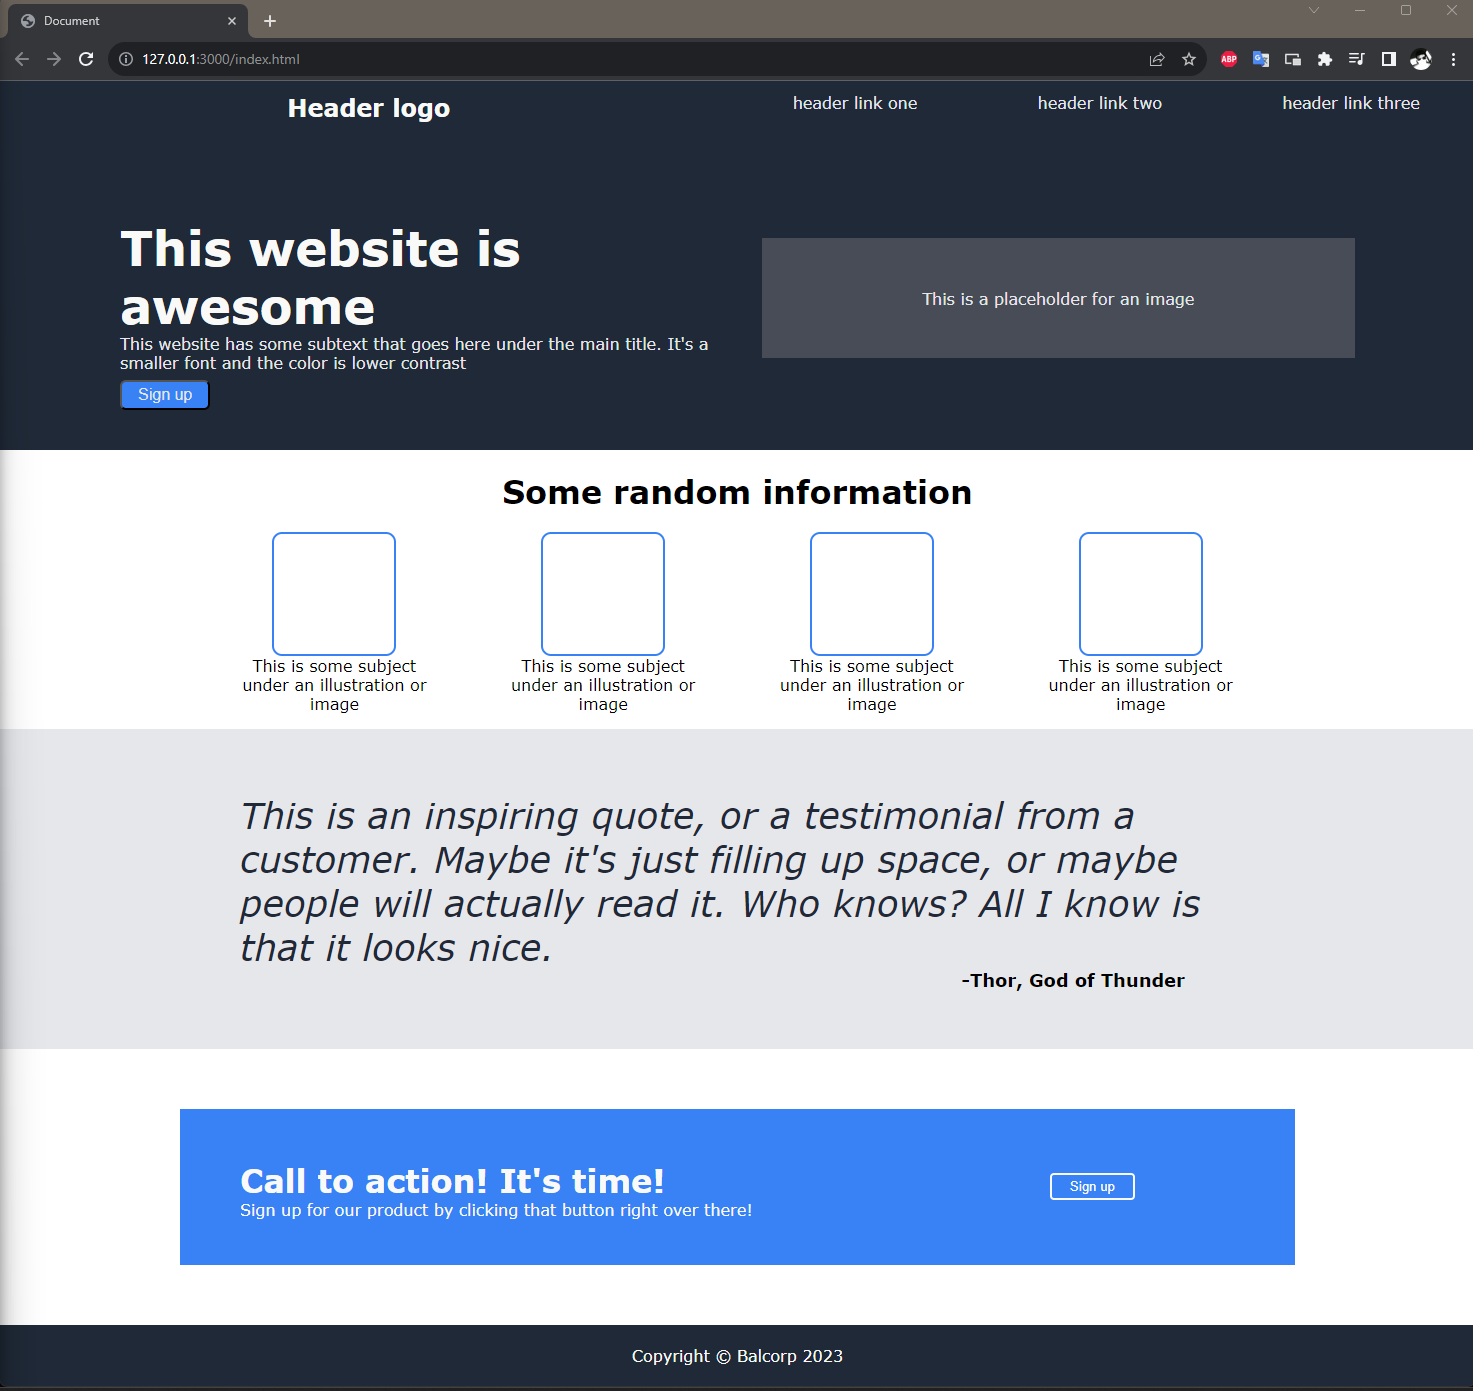 Document
127.0.0.1:3000/index.html
ABP
Header logo
header link one
header link two
header link three
This website is
awesome
This website has some subtext that goes here under the main title. It's a
smaller font and the color is lower contrast
Sign up
This is a placeholder for an image
Some random information
This is some subject
under an illustration or
image
This is some subject
under an illustration or
image
This is some subject
under an illustration or
image
This is some subject
under an illustration or
image
This is an inspiring quote, or a testimonial from a
customer. Maybe it's just filling up space, or maybe
people will actually read it. Who knows? All I know is
that it looks nice.
-Thor, God of Thunder
Call to action! It's time!
Sign up for our product by clicking that button right over there!
Sign up
Copyright © Balcorp 2023